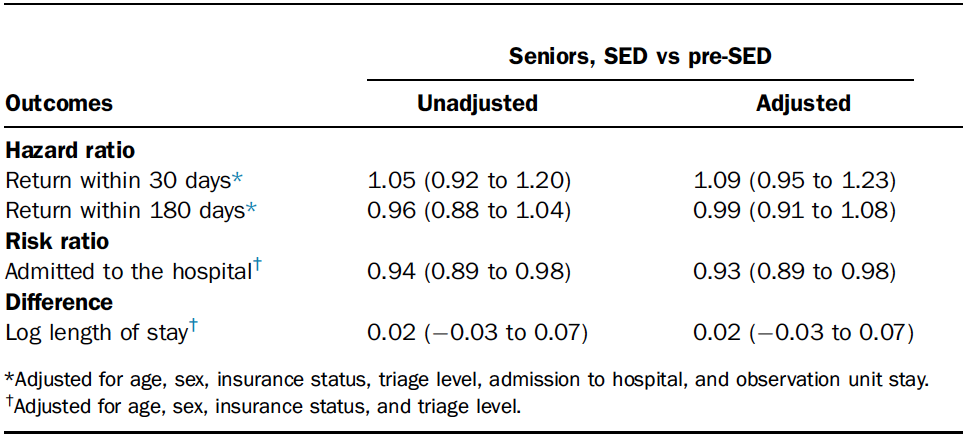 Seniors, SED vs pre-SED
Outcomes Unadjusted Adjusted
Hazard ratio
Return within 30 days* 1.05 (0.92 to 1.20) 1.09 (0.95 to 1.23)
Return within 180 days* 0.96 (0.88 to 1.04) 0.99 (0.91 to 1.08)
Risk ratio
Admitted to the hospital† 0.94 (0.89 to 0.98) 0.93 (0.89 to 0.98)
Difference
Log length of stay† 0.02 (−0.03 to 0.07) 0.02 (−0.03 to 0.07)
*Adjusted for age, sex, insurance status, triage level, admission to hospital, and observation unit stay.
†Adjusted for age, sex, insurance status, and triage level.